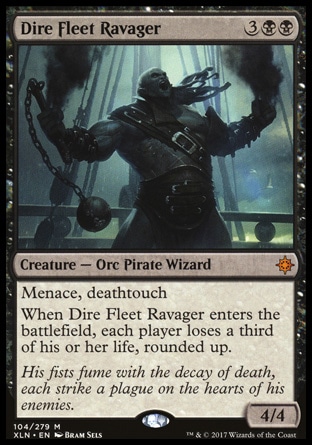 Dire Fleet Ravager 3
Creature — Orc Pirate Wizard
Menace, deathtouch
When Dire Fleet Ravager enters the
battlefield, each player loses a third
of his or her life, rounded up.
His fists fume with the decay of death,
each strike a plague on the hearts of his
enemies.
4/4
104/279 M
XLN • EN Bram Sels
™ & © 2017 Wizards of the Coast